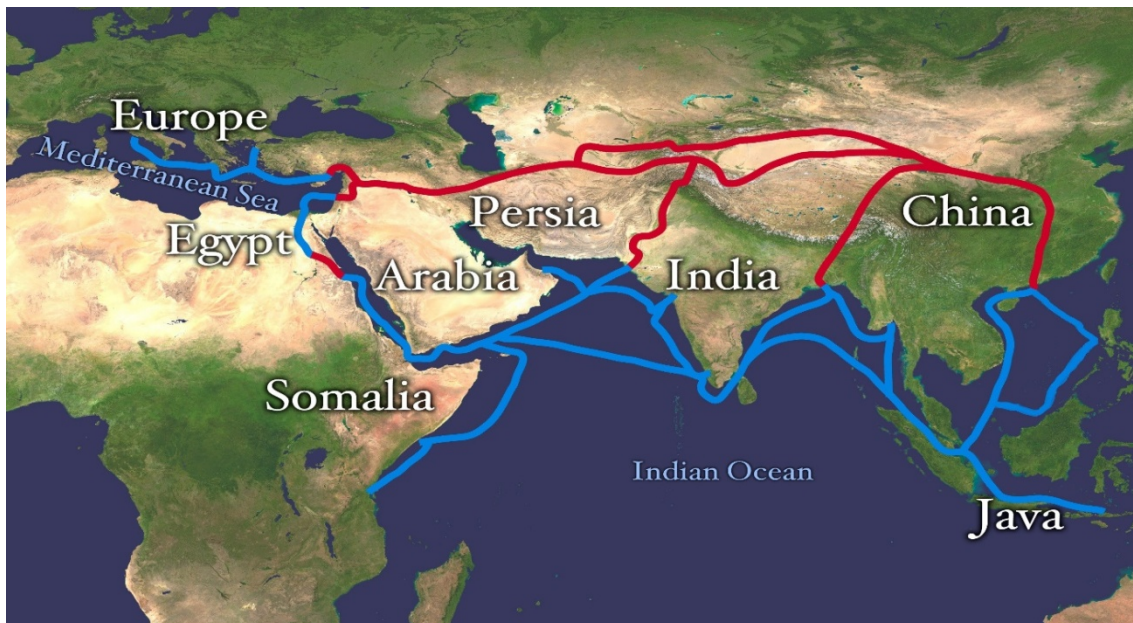 Europe
Mediterranean Sea
Egypt
Arabia
Persia
India
China
Somalia
Indian Ocean
Java